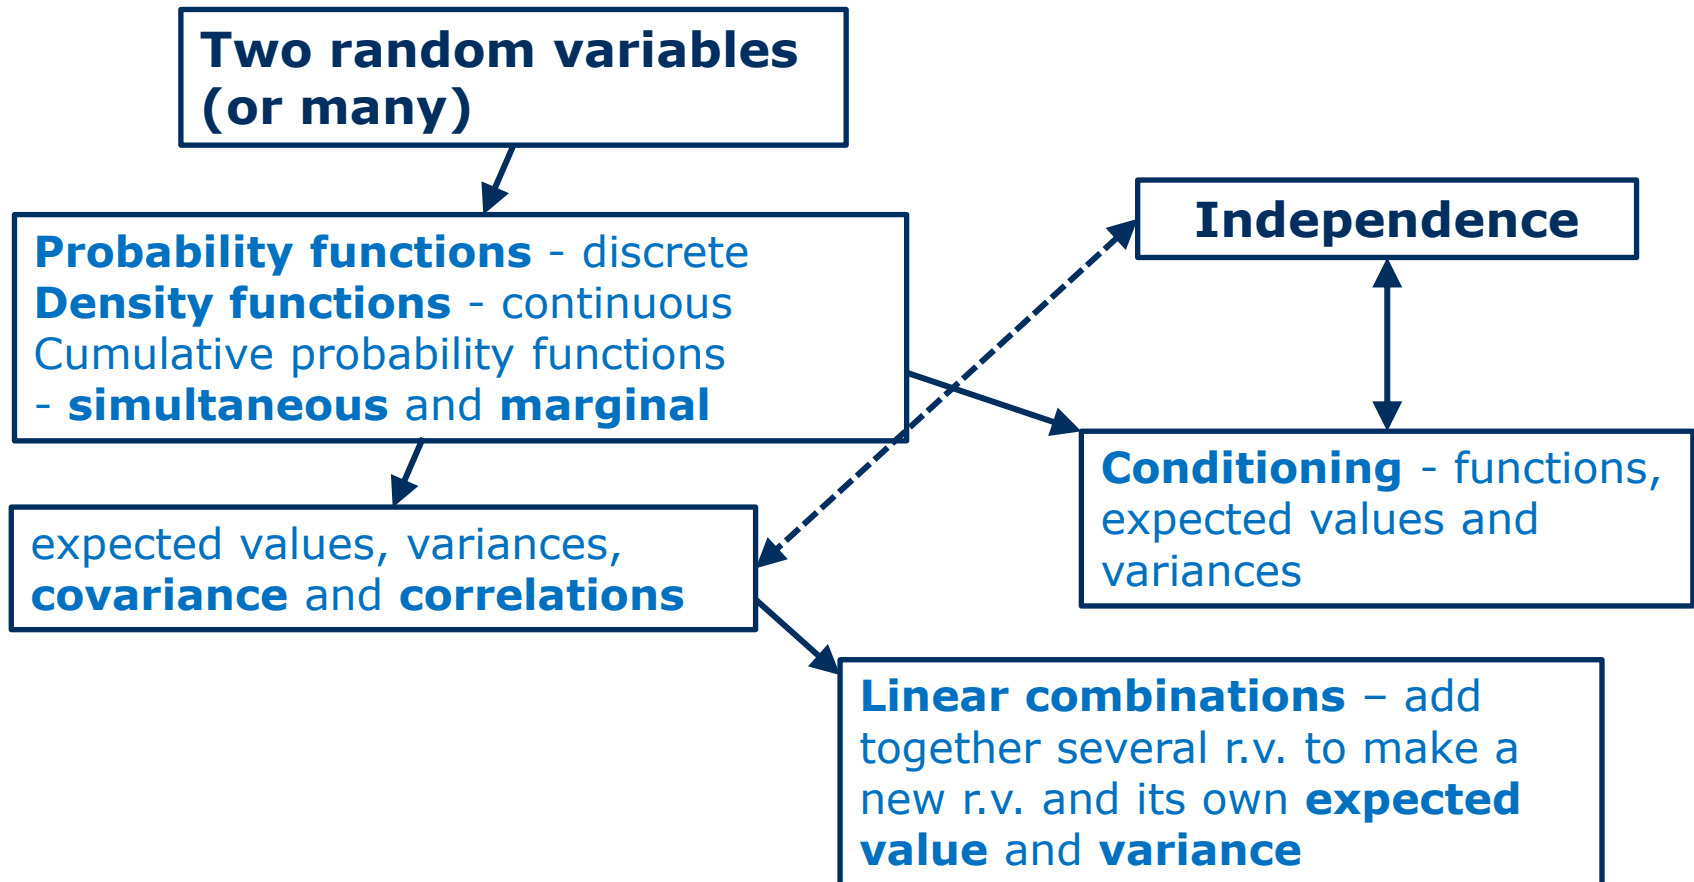 Two random variables
(or many)
Probability functions - discrete
Density functions - continuous
Cumulative probability functions
- simultaneous and marginal
Independence
Conditioning - functions,
expected values and
variances
expected values, variances,
covariance and correlations
Linear combinations – add
together several r.v. to make a
new r.v. and its own expected
value and variance